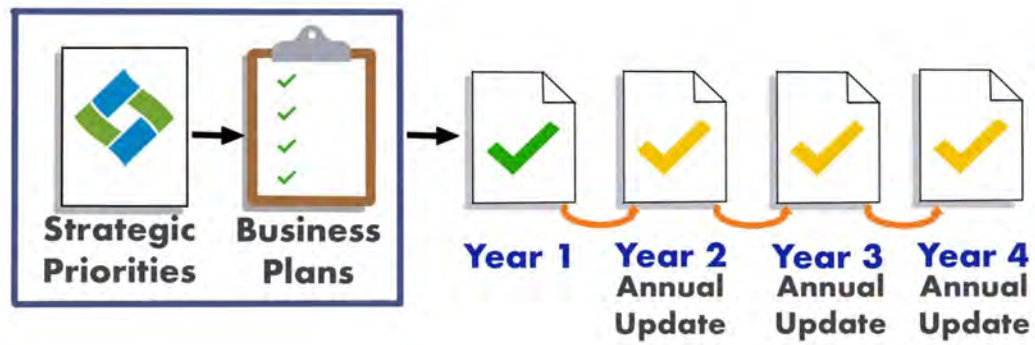 Strategic
Priorities
Business
Plans
Year 1
Year 2
Annual
Update
Year 3
Annual
Update
Year 4
Annual
Update